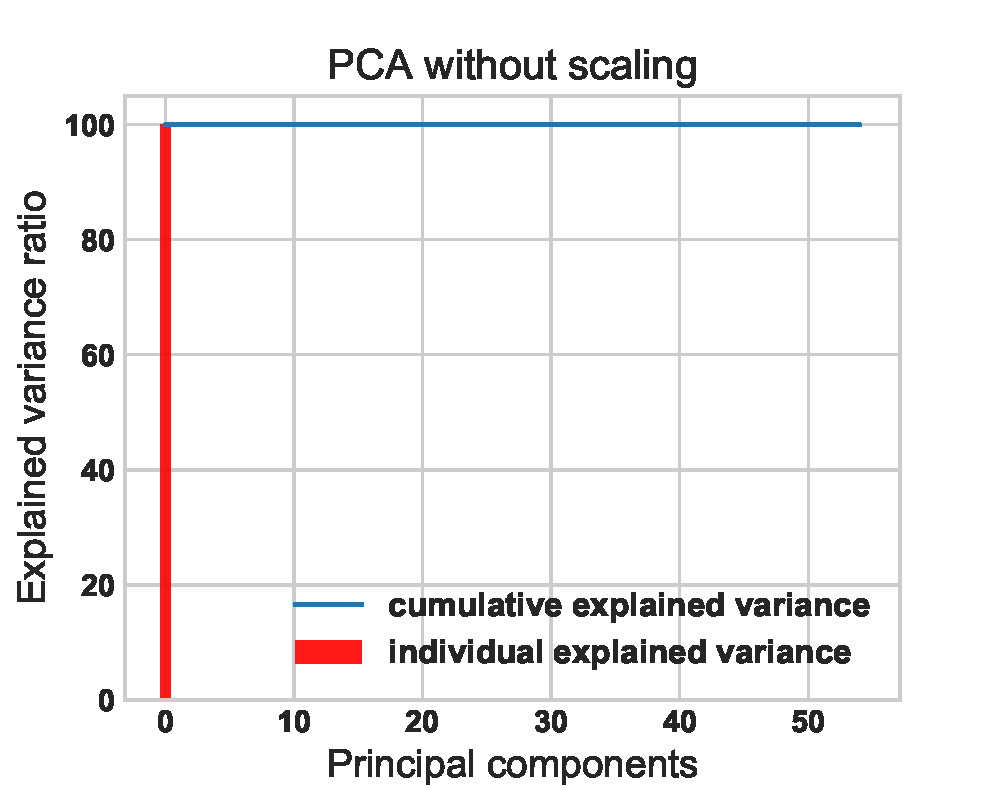 PCA without scaling
100
80
60
40
20
0
Explained variance ratio
cumulative explained variance
individual explained variance
0 10 20 30 40 50
Principal components